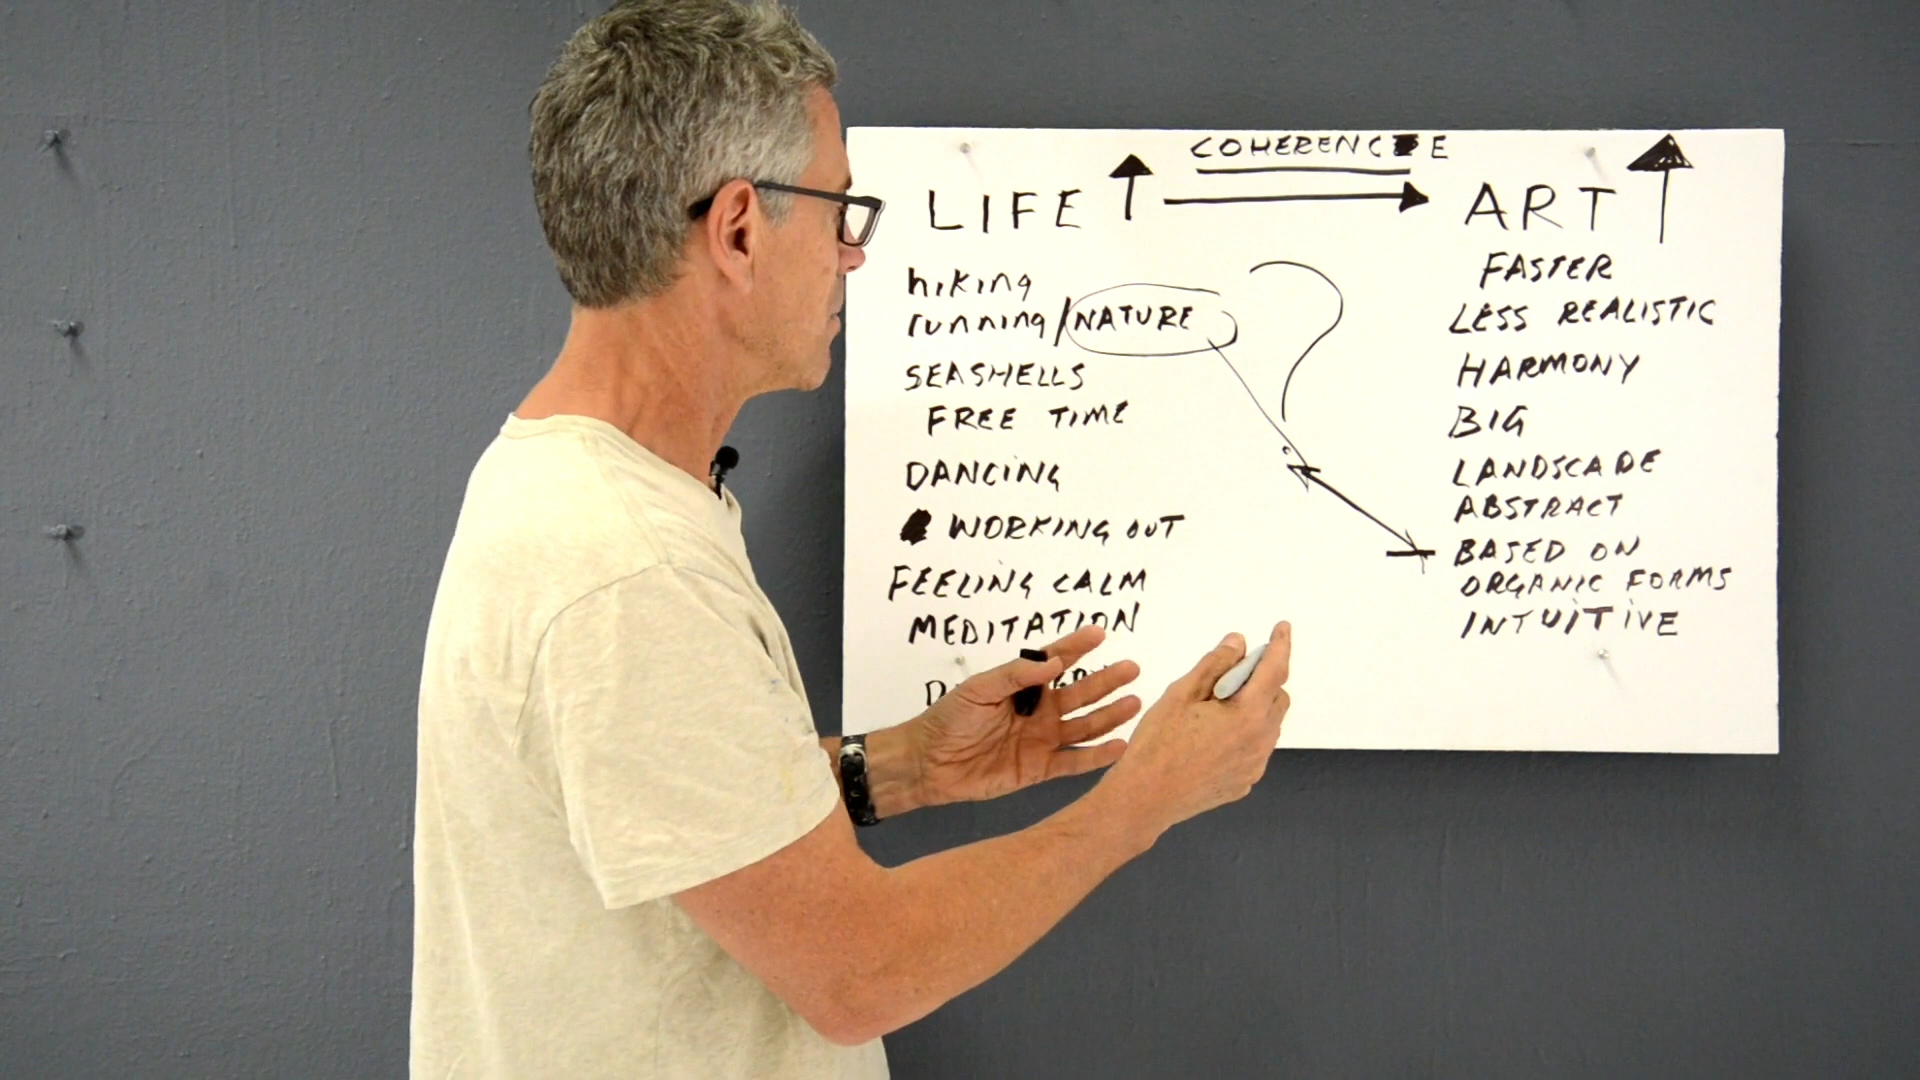 COHERENCE
LIFE ART
hiking
running/NATURE
SEASHELLS
FREE TIME
DANCING
WORKING OUT
FEELING CALM
MEDITATION
FASTER
LESS REALISTIC
HARMONY
BIG
LANDSCADE
ABSTRACT
BASED ON
ORGANIC FORMS
INTUITIVE